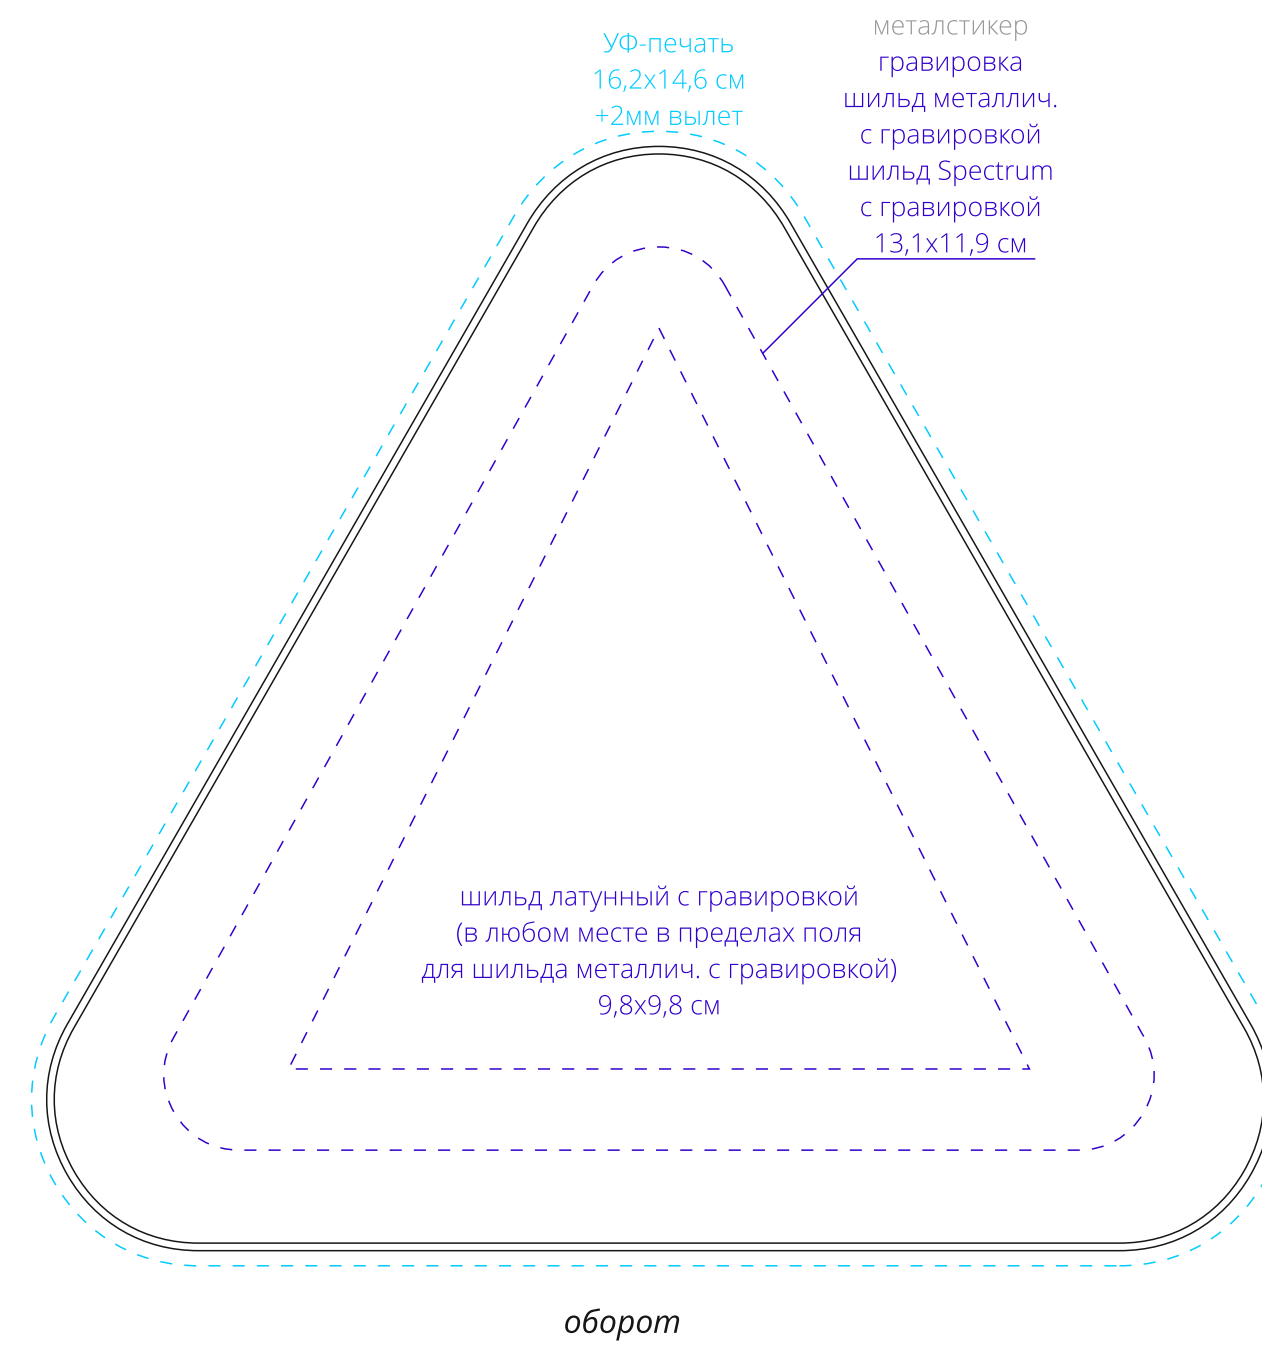 УФ-печать
16,2х14,6 см
+2мм вылет
металстикер
гравировка
шильд металлич.
с гравировкой
шильд Spectrum
с гравировкой
13,1х11,9 см
шильд латунный с гравировкой
(в любом месте в пределах поля
для шильда металлич. с гравировкой)
9,8х9,8 см
оборот